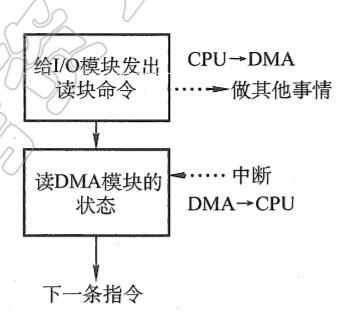 给I/O模块发出
读块命令
CPU→DMA
做其他事情
读DMA模块的
状态
中断
DMA→CPU
下一条指令